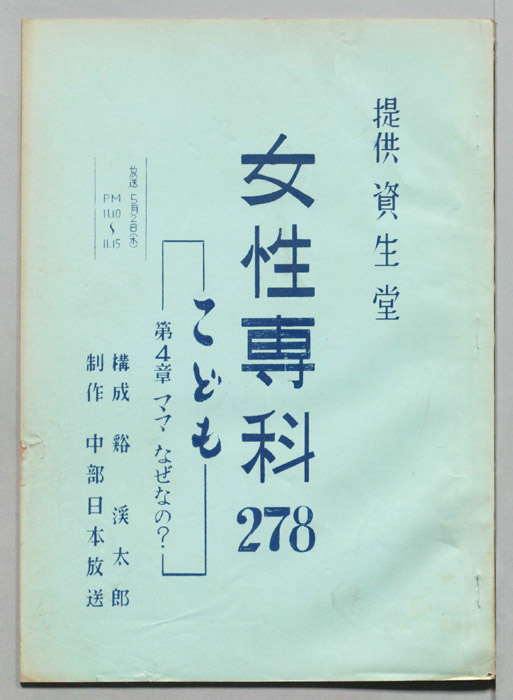 提供 資生堂
女性専科
278
こども
第4章 ママ なぜなの?
放送 5月2日(木)
PM
11.10
〜
11.15
構成 谿 渓太郎
制作 中部日本放送